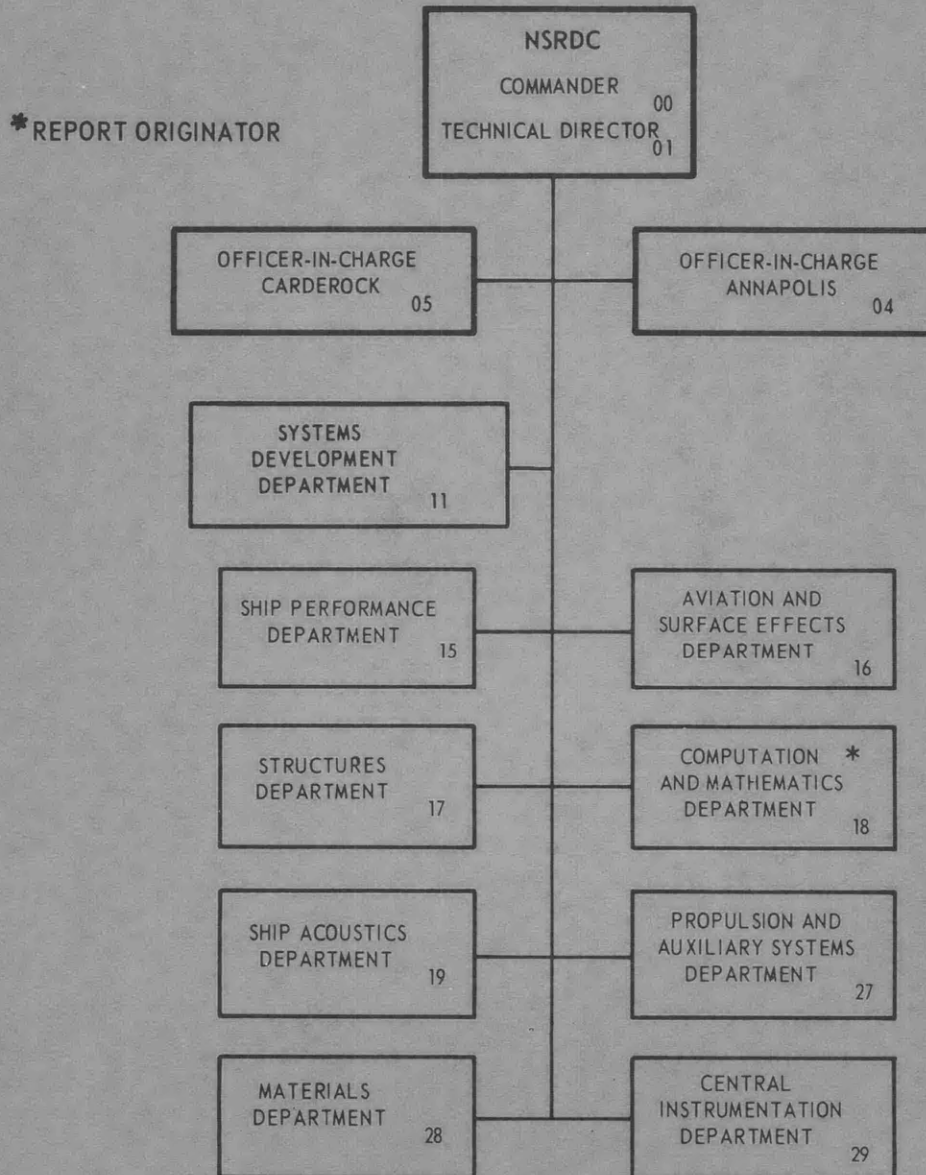 NSRDC
COMMANDER
00
TECHNICAL DIRECTOR
01
* REPORT ORIGINATOR
OFFICER-IN-CHARGE
CARDEROCK
05
OFFICER-IN-CHARGE
ANNAPOLIS
04
SYSTEMS
DEVELOPMENT
DEPARTMENT
11
SHIP PERFORMANCE
DEPARTMENT
15
AVIATION AND
SURFACE EFFECTS
DEPARTMENT
16
STRUCTURES
DEPARTMENT
17
COMPUTATION *
AND MATHEMATICS
DEPARTMENT
18
SHIP ACOUSTICS
DEPARTMENT
19
PROPULSION AND
AUXILIARY SYSTEMS
DEPARTMENT
27
MATERIALS
DEPARTMENT
28
CENTRAL
INSTRUMENTATION
DEPARTMENT
29